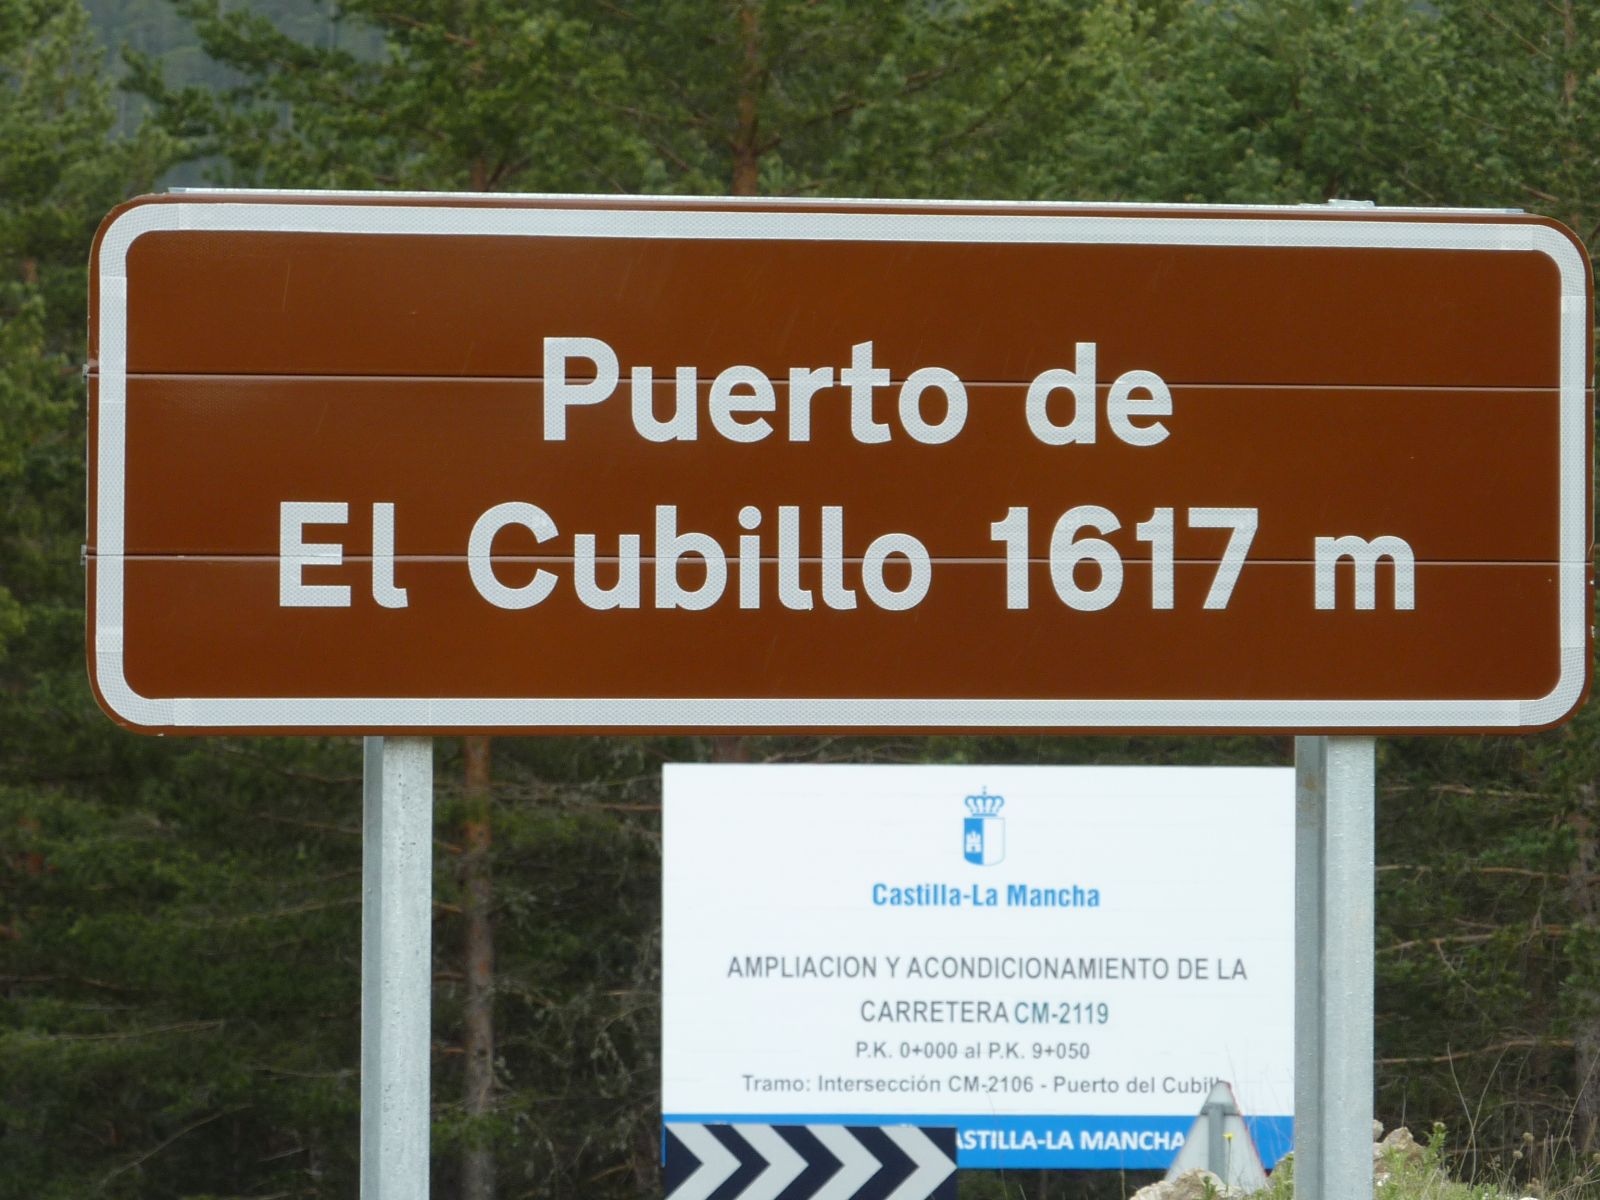 Puerto de
El Cubillo 1617 m
Castilla-La Mancha
AMPLIACION Y ACONDICIONAMIENTO DE LA
CARRETERA CM-2119
P.K. 0+000 al P.K. 9+050
Tramo: Intersección CM-2106 - Puerto del
LA MANCHA